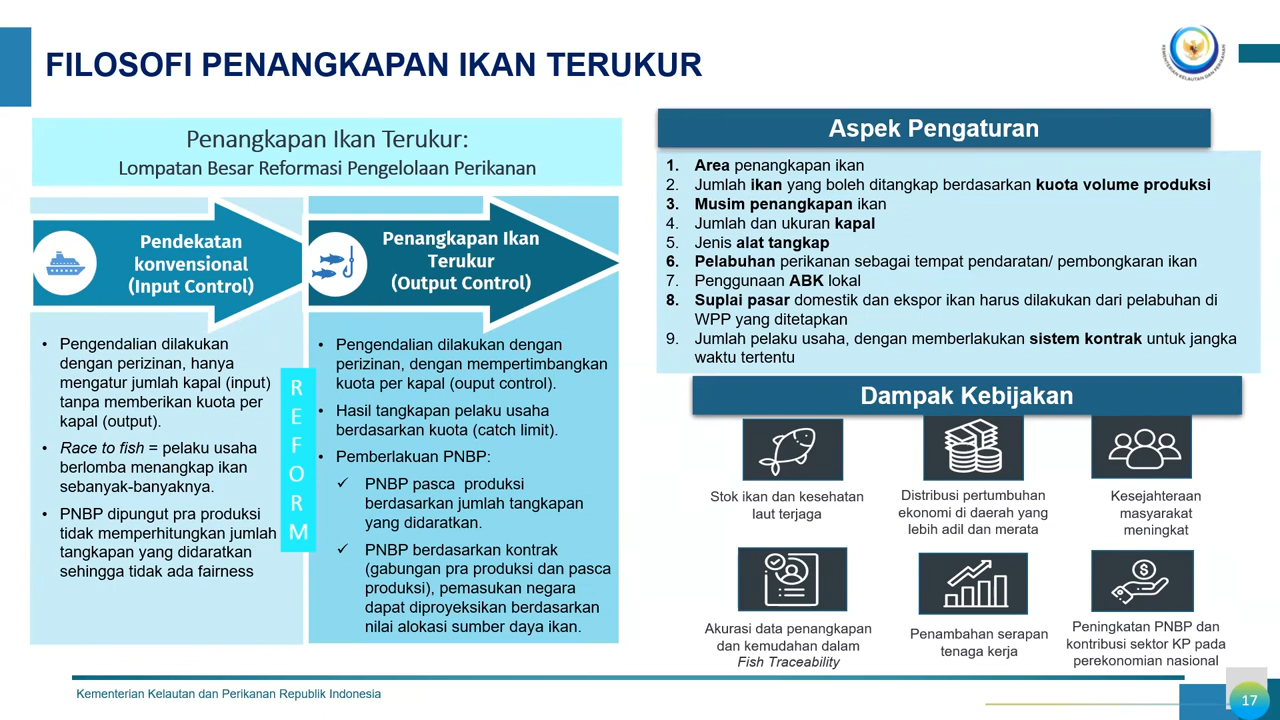 FILOSOFI PENANGKAPAN IKAN TERUKUR
KEMENTERIAN KELAUTAN DAN PERIKANAN
Penangkapan Ikan Terukur:
Lompatan Besar Reformasi Pengelolaan Perikanan
Pendekatan
konvensional
(Input Control)
Penangkapan Ikan
Terukur
(Output Control)
• Pengendalian dilakukan
dengan perizinan, hanya
mengatur jumlah kapal (input)
tanpa memberikan kuota per
kapal (output).
• Race to fish = pelaku usaha
berlomba menangkap ikan
sebanyak-banyaknya.
• PNBP dipungut pra produksi
tidak memperhitungkan jumlah
tangkapan yang didaratkan
sehingga tidak ada fairness
R
E
F
O
R
M
• Pengendalian dilakukan dengan
perizinan, dengan mempertimbangkan
kuota per kapal (ouput control).
• Hasil tangkapan pelaku usaha
berdasarkan kuota (catch limit).
• Pemberlakuan PNBP:
✓ PNBP pasca produksi
berdasarkan jumlah tangkapan
yang didaratkan.
✓ PNBP berdasarkan kontrak
(gabungan pra produksi dan pasca
produksi), pemasukan negara
dapat diproyeksikan berdasarkan
nilai alokasi sumber daya ikan.
Aspek Pengaturan
1. Area penangkapan ikan
2. Jumlah ikan yang boleh ditangkap berdasarkan kuota volume produksi
3. Musim penangkapan ikan
4. Jumlah dan ukuran kapal
5. Jenis alat tangkap
6. Pelabuhan perikanan sebagai tempat pendaratan/ pembongkaran ikan
7. Penggunaan ABK lokal
8. Suplai pasar domestik dan ekspor ikan harus dilakukan dari pelabuhan di
WPP yang ditetapkan
9. Jumlah pelaku usaha, dengan memberlakukan sistem kontrak untuk jangka
waktu tertentu
Dampak Kebijakan
Stok ikan dan kesehatan
laut terjaga
Distribusi pertumbuhan
ekonomi di daerah yang
lebih adil dan merata
Kesejahteraan
masyarakat
meningkat
Akurasi data penangkapan
dan kemudahan dalam
Fish Traceability
Penambahan serapan
tenaga kerja
Peningkatan PNBP dan
kontribusi sektor KP pada
perekonomian nasional
Kementerian Kelautan dan Perikanan Republik Indonesia
17